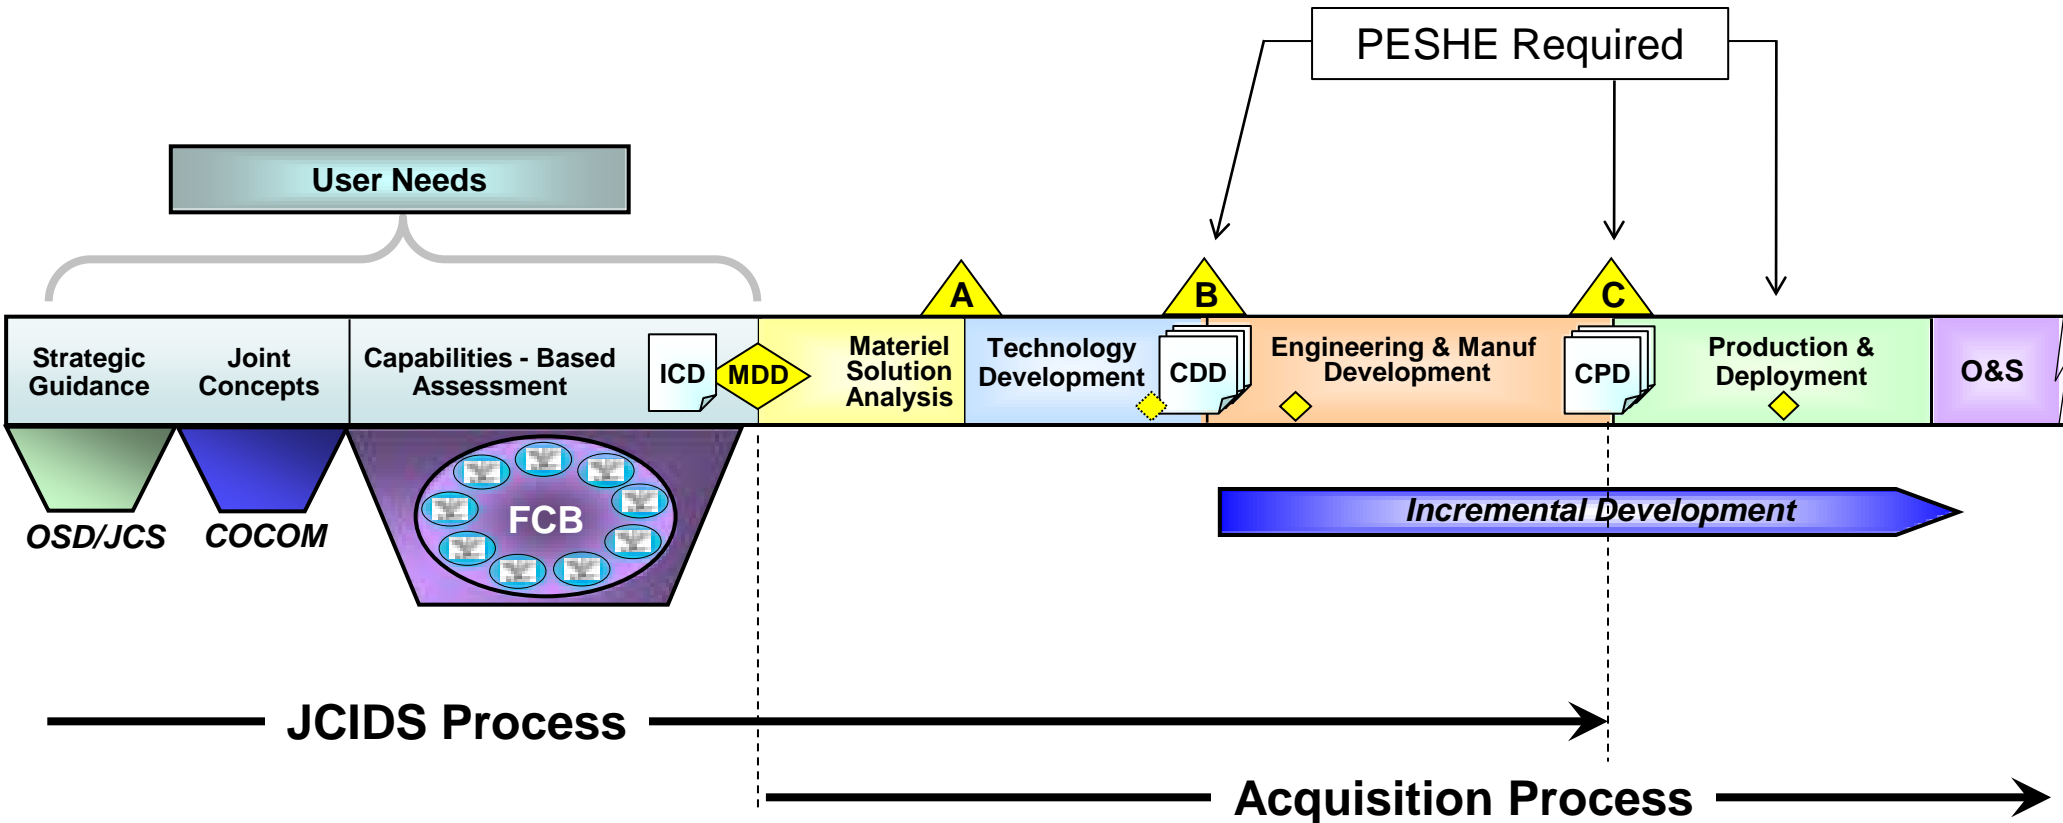 PESHE Required
User Needs
A
B
C
Strategic
Guidance
Joint
Concepts
Capabilities - Based
Assessment
ICD
MDD
Materiel
Solution
Analysis
Technology
Development
CDD
Engineering & Manuf
Development
CPD
Production &
Deployment
O&S
OSD/JCS
COCOM
FCB
Incremental Development
JCIDS Process
Acquisition Process